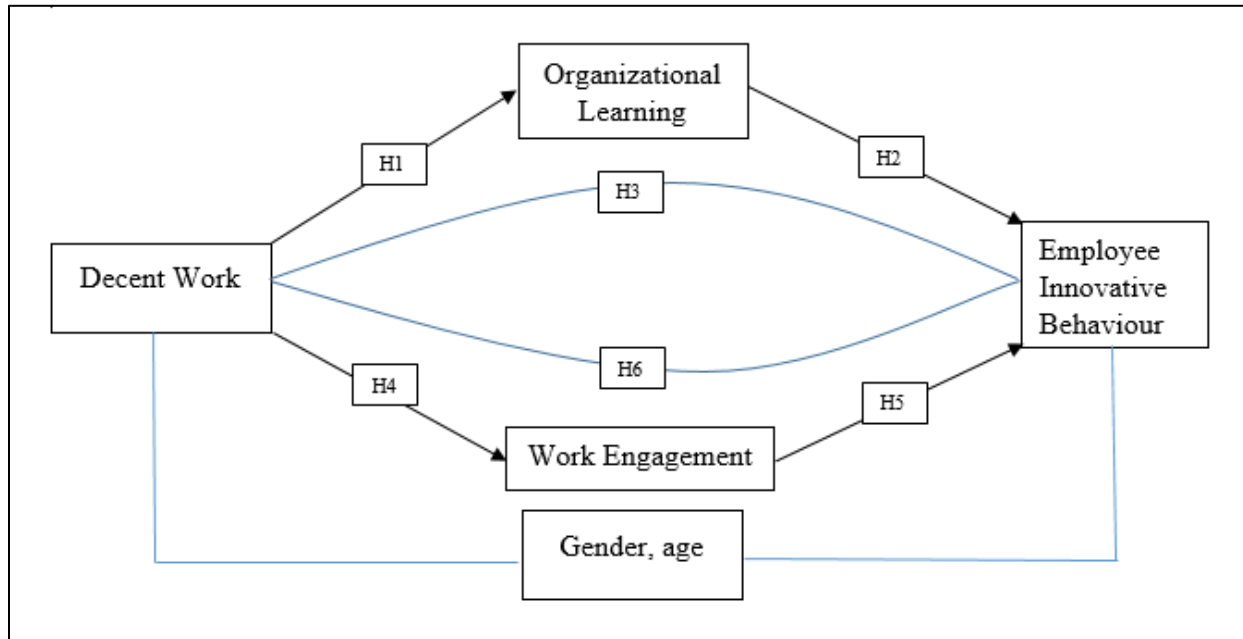 Organizational
Learning
H1
H2
H3
Decent Work
Employee
Innovative
Behaviour
H6
H4
H5
Work Engagement
Gender, age